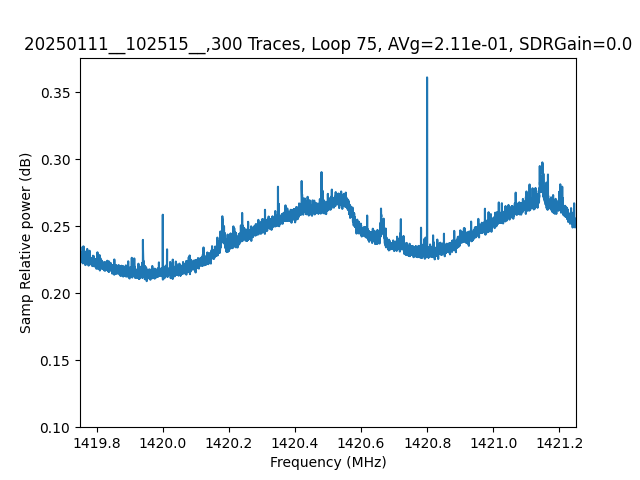 20250111__102515__,300 Traces, Loop 75, AVg=2.11e-01, SDRGain=0.0
0.35
0.30
0.25
0.20
0.15
0.10
Samp Relative power (dB)
1419.8 1420.0 1420.2 1420.4 1420.6 1420.8 1421.0 1421.2
Frequency (MHz)